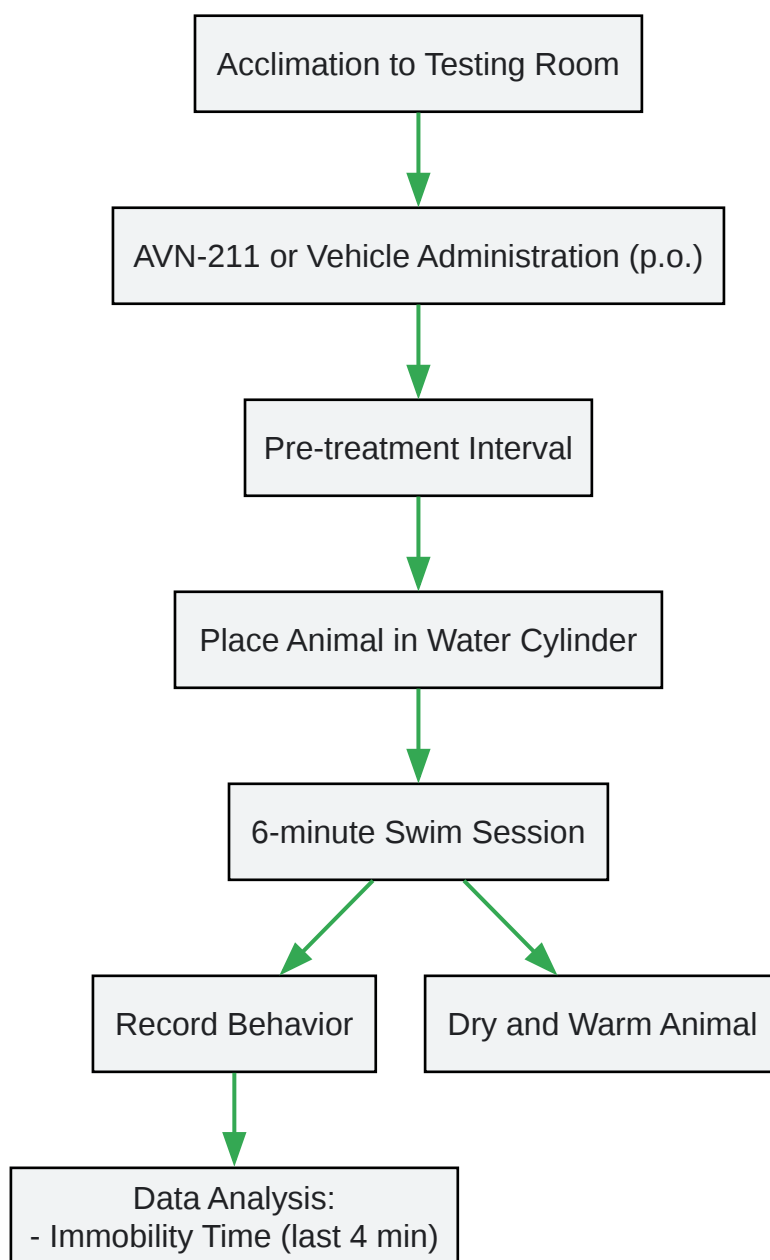 Acclimation to Testing Room
AVN-211 or Vehicle Administration (p.o.)
Pre-treatment Interval
Place Animal in Water Cylinder
6-minute Swim Session
Record Behavior
Dry and Warm Animal
Data Analysis:
- Immobility Time (last 4 min)